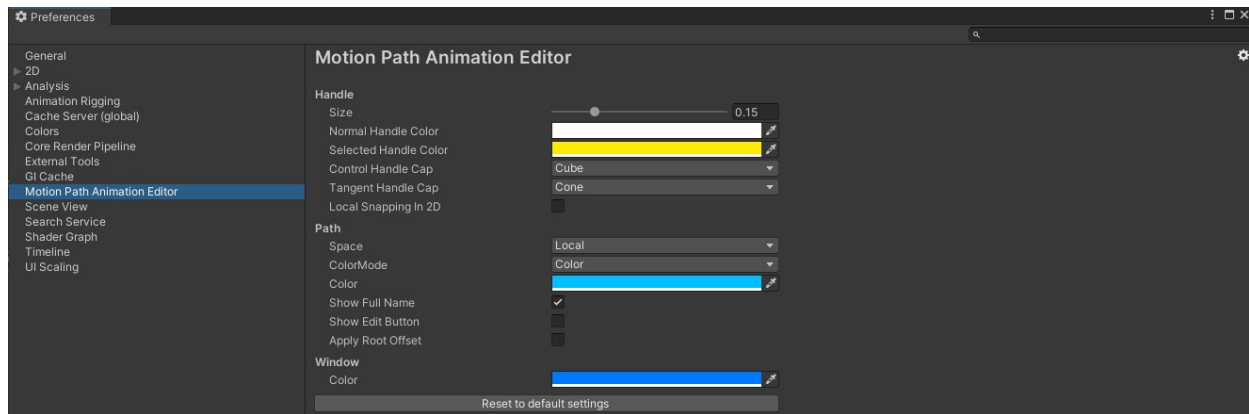 Preferences
General
2D
Analysis
Animation Rigging
Cache Server (global)
Colors
Core Render Pipeline
External Tools
GI Cache
Motion Path Animation Editor
Scene View
Search Service
Shader Graph
Timeline
UI Scaling
Motion Path Animation Editor
Handle
Size 0.15
Normal Handle Color
Selected Handle Color
Control Handle Cap Cube
Tangent Handle Cap Cone
Local Snapping In 2D
Path
Space Local
ColorMode Color
Color
Show Full Name
Show Edit Button
Apply Root Offset
Window
Color
Reset to default settings